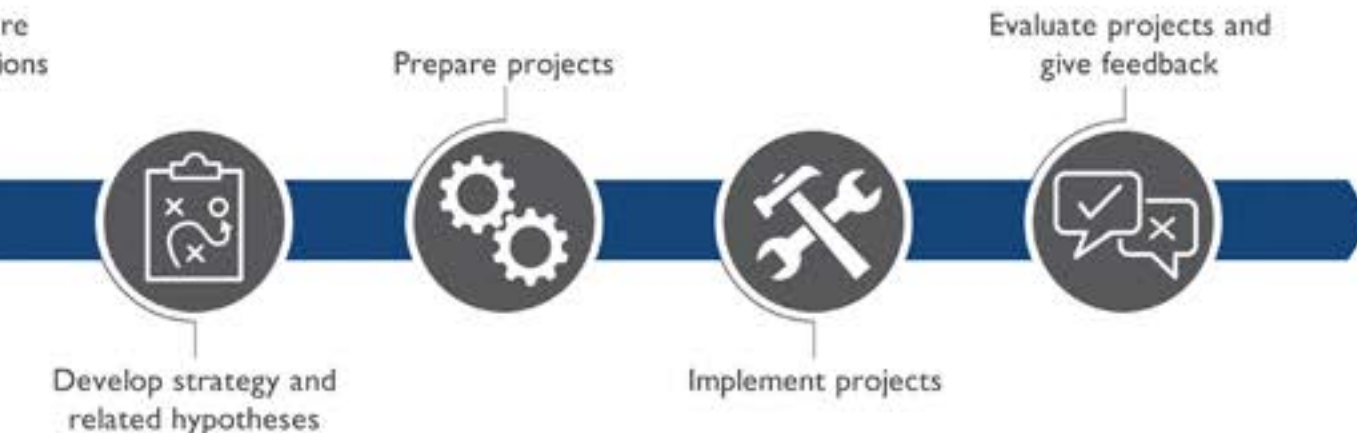 Prepare projects
Evaluate projects and
give feedback
Develop strategy and
related hypotheses
Implement projects